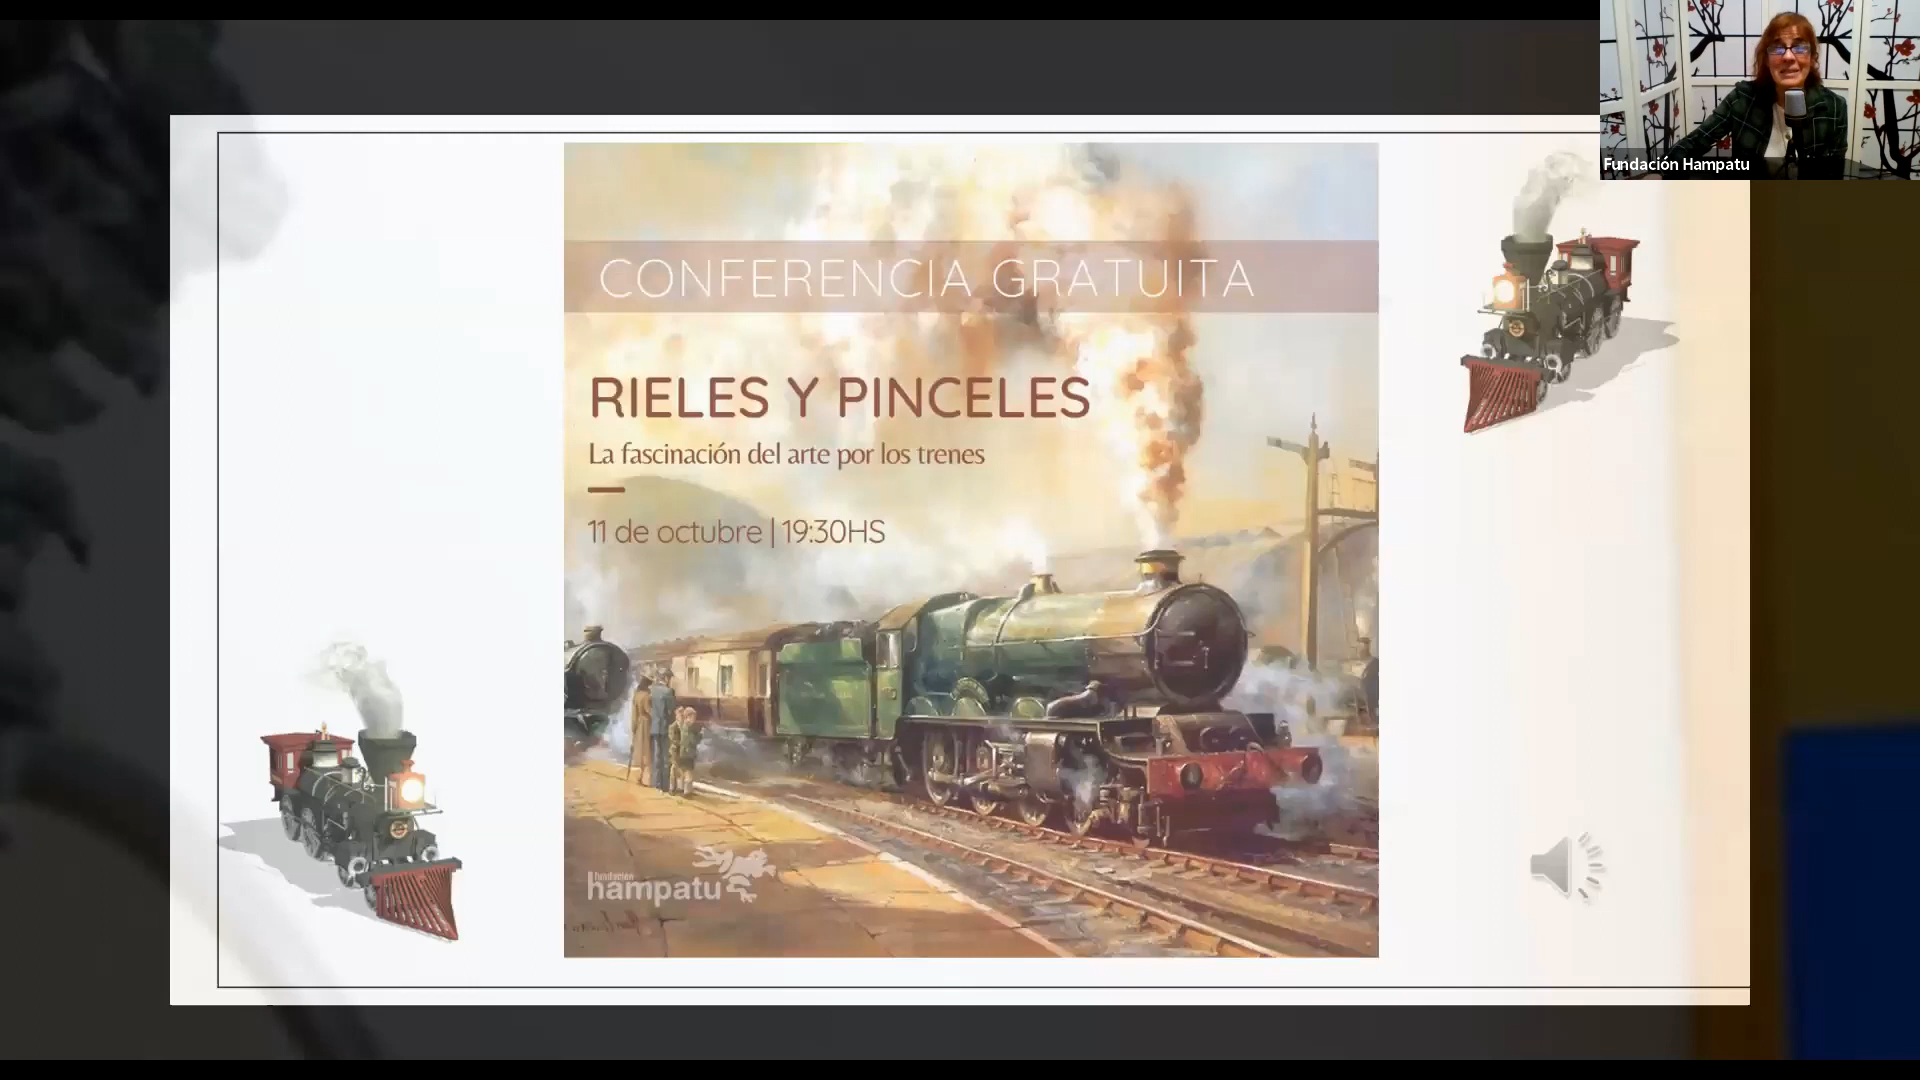 Fundación Hampatu
CONFERENCIA GRATUITA
RIELES Y PINCELES
La fascinación del arte por los trenes
11 de octubre | 19:30HS
fundación
hampatu